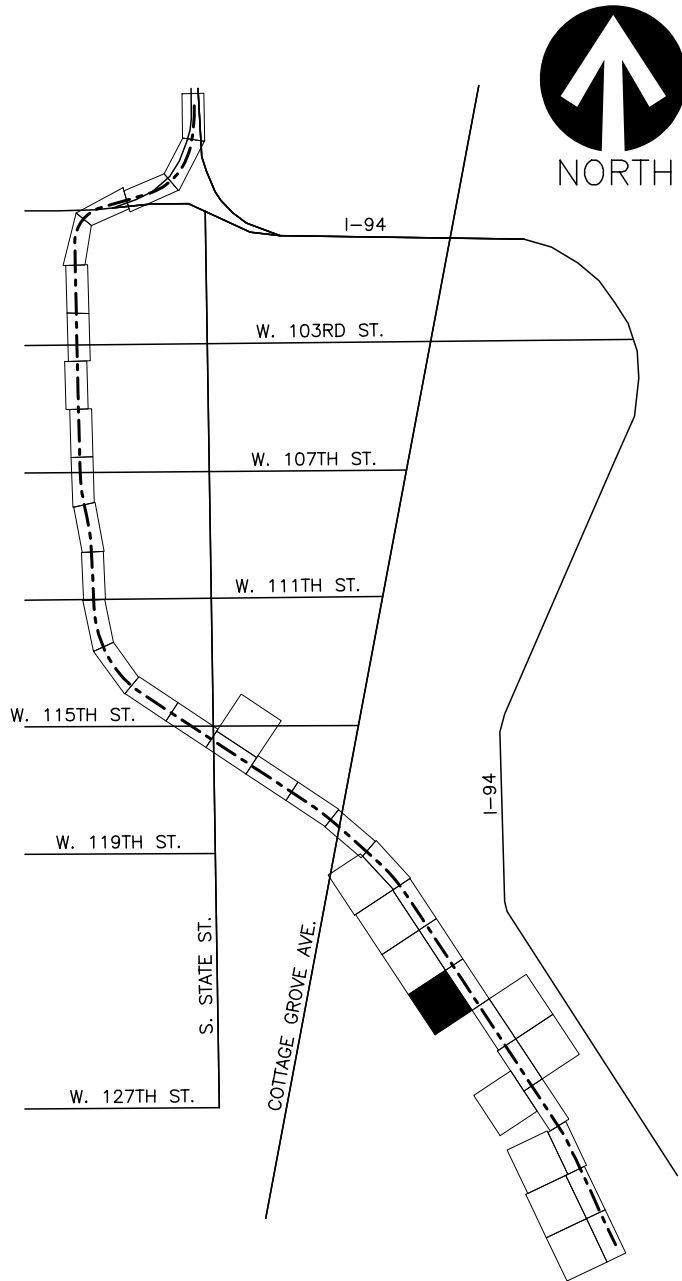 NORTH
I-94
W. 103RD ST.
W. 107TH ST.
W. 111TH ST.
W. 115TH ST.
I-94
W. 119TH ST.
S. STATE ST.
COTTAGE GROVE AVE.
W. 127TH ST.